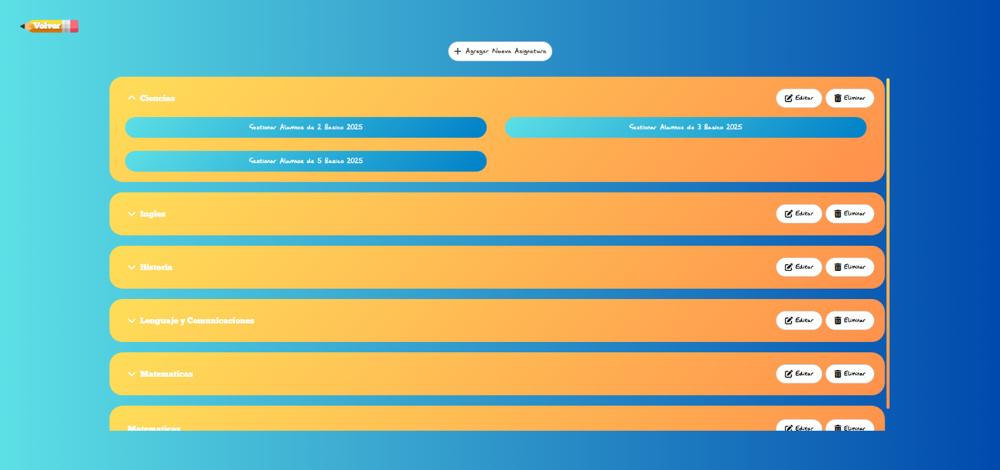 Volver
Agregar Nueva Asignatura
Ciencias
Editar
Eliminar
Gestionar Alumnos de 2 Basico 2025
Gestionar Alumnos de 3 Basico 2025
Gestionar Alumnos de 5 Basico 2025
Ingles
Editar
Eliminar
Historia
Editar
Eliminar
Lenguaje y Comunicaciones
Editar
Eliminar
Matematicas
Editar
Eliminar
Matematicas
Editar
Eliminar